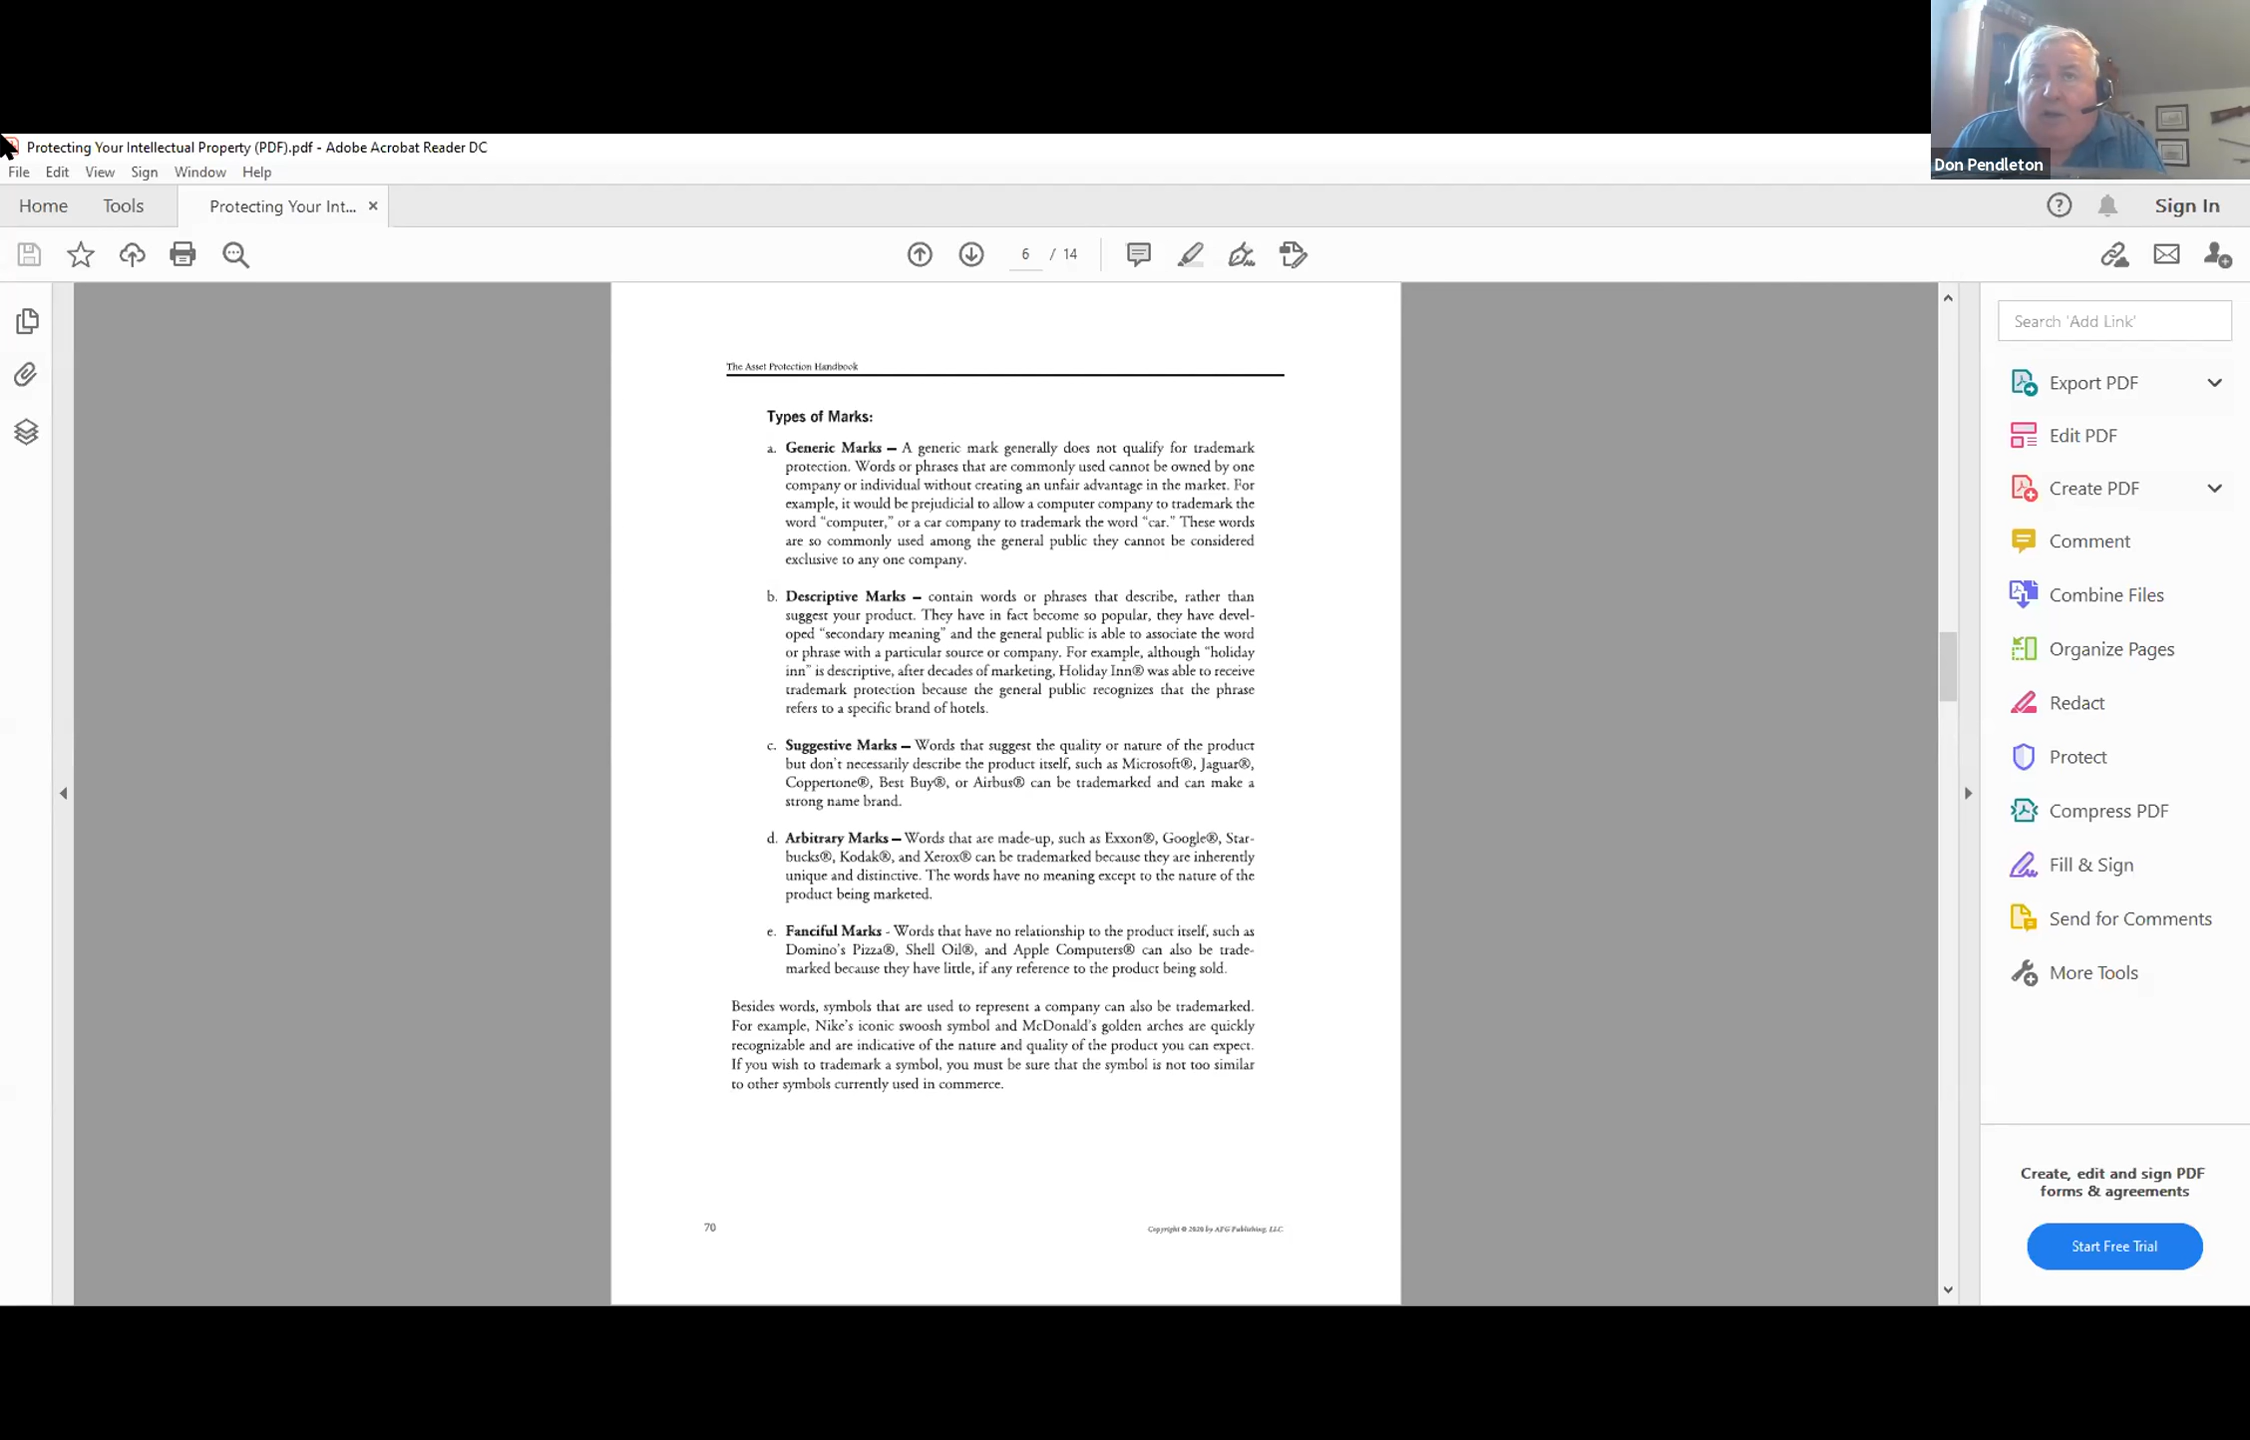 Don Pendleton
Protecting Your Intellectual Property (PDF).pdf - Adobe Acrobat Reader DC
File Edit View Sign Window Help
Home Tools Protecting Your Int... ×
Sign In
6 / 14
Search 'Add Link'
Export PDF
Edit PDF
Create PDF
Comment
Combine Files
Organize Pages
Redact
Protect
Compress PDF
Fill & Sign
Send for Comments
More Tools
Create, edit and sign PDF
forms & agreements
Start Free Trial
The Asset Protection Handbook
Types of Marks:
a. Generic Marks – A generic mark generally does not qualify for trademark
protection. Words or phrases that are commonly used cannot be owned by one
company or individual without creating an unfair advantage in the market. For
example, it would be prejudicial to allow a computer company to trademark the
word “computer,” or a car company to trademark the word “car.” These words
are so commonly used among the general public they cannot be considered
exclusive to any one company.
b. Descriptive Marks – contain words or phrases that describe, rather than
suggest your product. They have in fact become so popular, they have devel-
oped “secondary meaning” and the general public is able to associate the word
or phrase with a particular source or company. For example, although “holiday
inn” is descriptive, after decades of marketing, Holiday Inn® was able to receive
trademark protection because the general public recognizes that the phrase
refers to a specific brand of hotels.
c. Suggestive Marks – Words that suggest the quality or nature of the product
but don’t necessarily describe the product itself, such as Microsoft®, Jaguar®,
Coppertone®, Best Buy®, or Airbus® can be trademarked and can make a
strong name brand.
d. Arbitrary Marks – Words that are made-up, such as Exxon®, Google®, Star-
bucks®, Kodak®, and Xerox® can be trademarked because they are inherently
unique and distinctive. The words have no meaning except to the nature of the
product being marketed.
e. Fanciful Marks - Words that have no relationship to the product itself, such as
Domino’s Pizza®, Shell Oil®, and Apple Computers® can also be trade-
marked because they have little, if any reference to the product being sold.
Besides words, symbols that are used to represent a company can also be trademarked.
For example, Nike’s iconic swoosh symbol and McDonald’s golden arches are quickly
recognizable and are indicative of the nature and quality of the product you can expect.
If you wish to trademark a symbol, you must be sure that the symbol is not too similar
to other symbols currently used in commerce.
70
Copyright © 2020 by AFG Publishing, LLC.